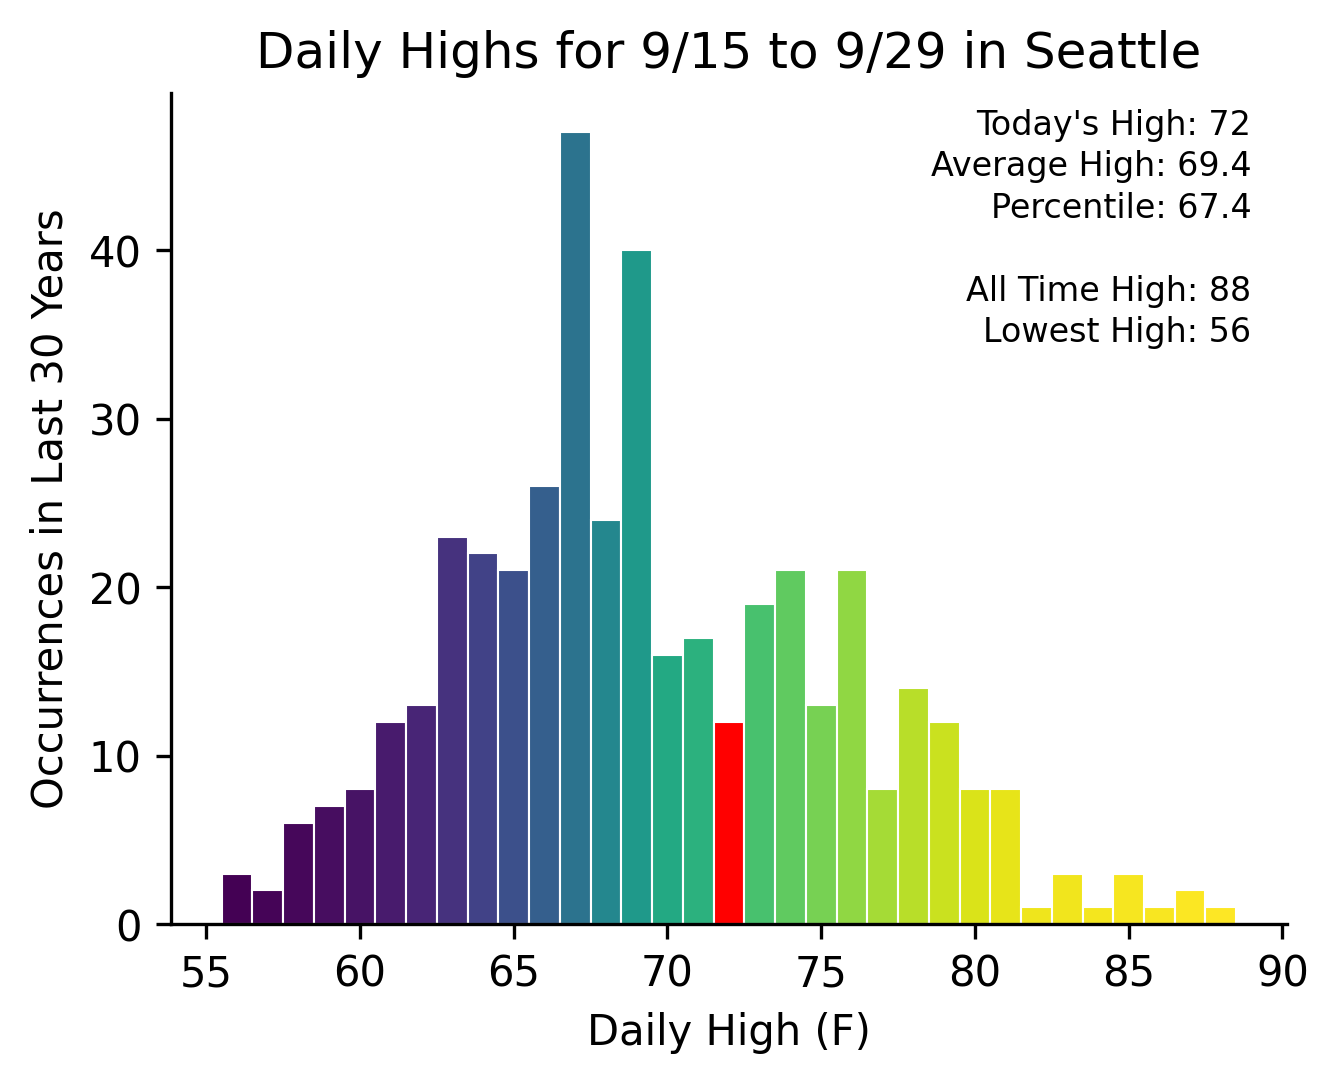 Daily Highs for 9/15 to 9/29 in Seattle
Today's High: 72
Average High: 69.4
Percentile: 67.4
All Time High: 88
Lowest High: 56
Occurrences in Last 30 Years
40
30
20
10
0
55 60 65 70 75 80 85 90
Daily High (F)